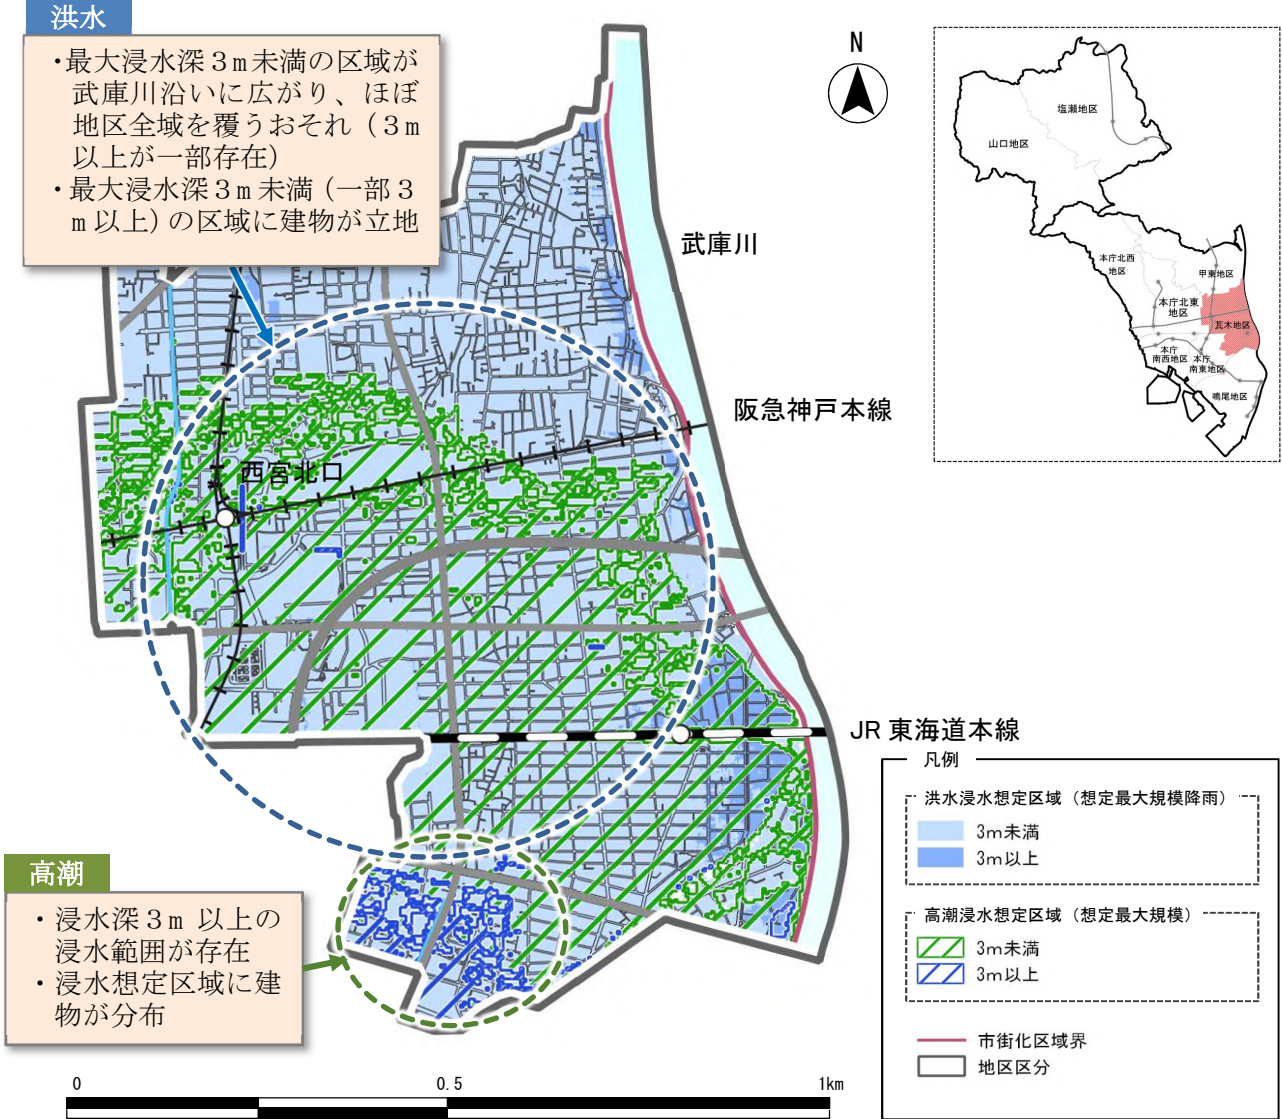 洪水
・最大浸水深３ｍ未満の区域が
武庫川沿いに広がり、ほぼ
地区全域を覆うおそれ（３ｍ
以上が一部存在）
・最大浸水深３ｍ未満（一部３
ｍ以上）の区域に建物が立地
N
塩瀬地区
山口地区
本庁北西
地区
甲東地区
本庁北東
地区
瓦木地区
本庁
南西地区
本庁
南東地区
鳴尾地区
武庫川
阪急神戸本線
西宮北口
JR 東海道本線
高潮
・浸水深３ｍ 以上の
浸水範囲が存在
・浸水想定区域に建
物が分布
凡例
洪水浸水想定区域（想定最大規模降雨）
3ｍ未満
3ｍ以上
高潮浸水想定区域（想定最大規模）
3ｍ未満
3ｍ以上
市街化区域界
地区区分
0 0.5 1km